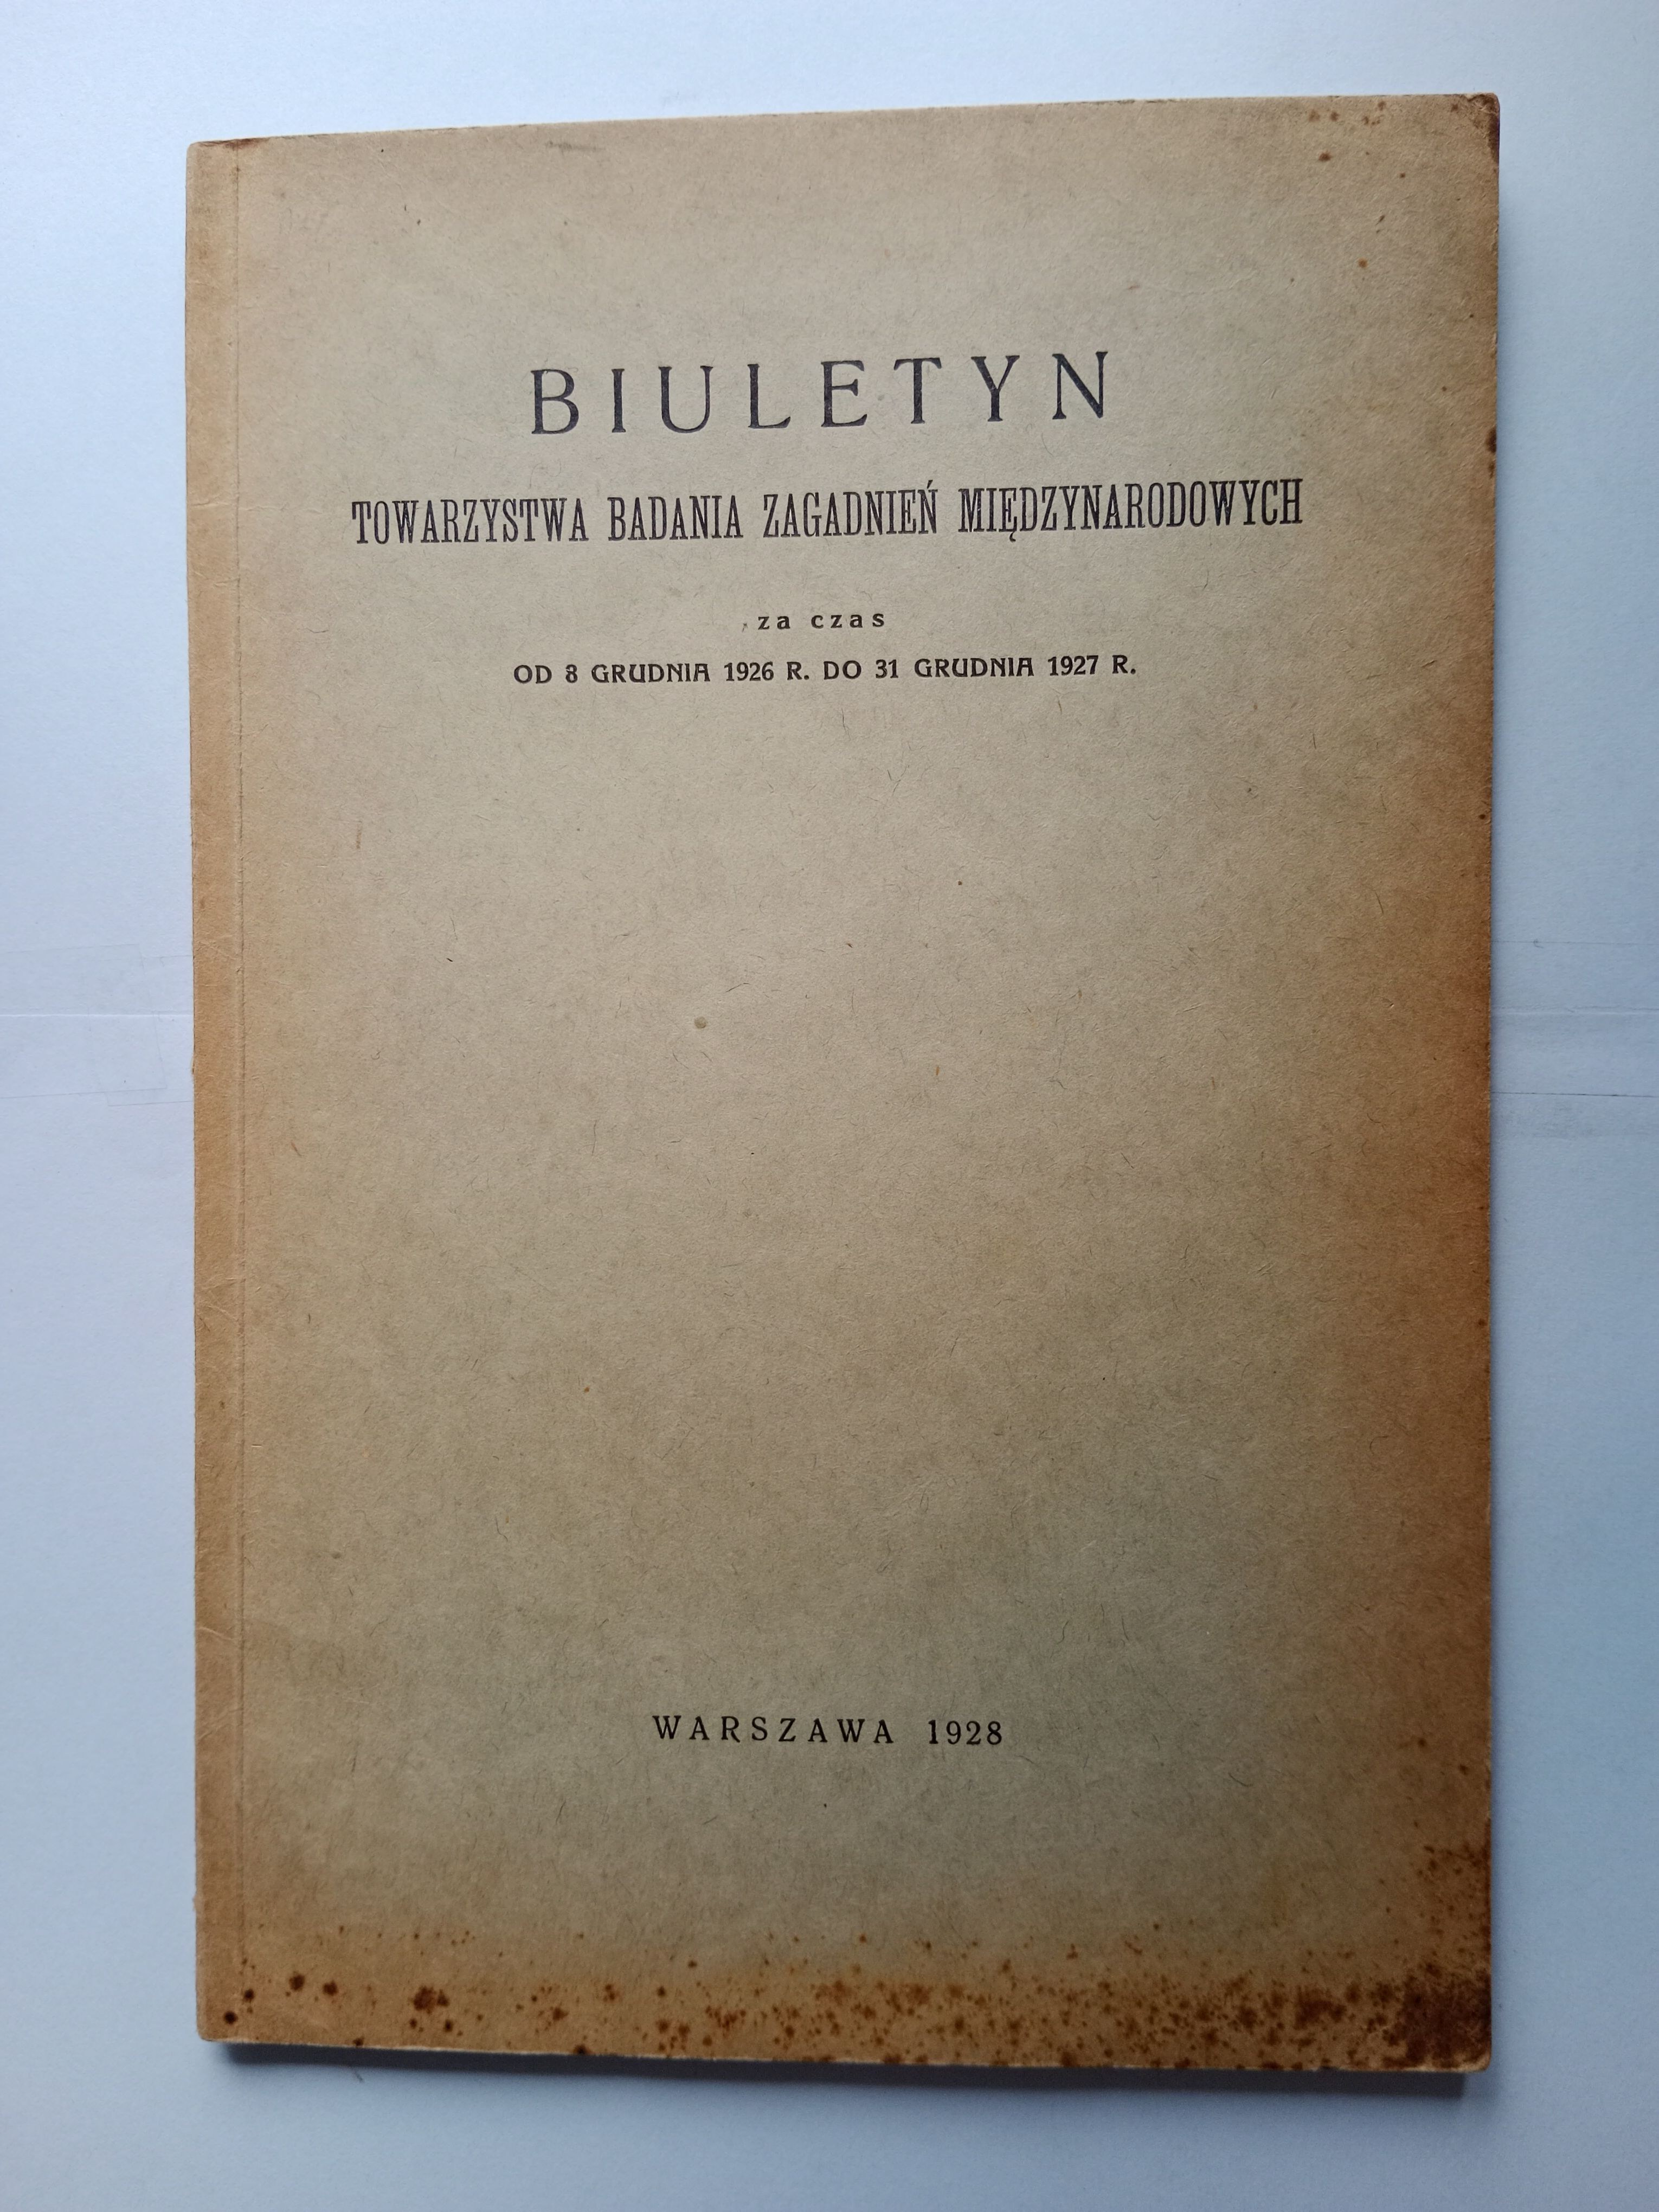 BIULETYN
TOWARZYSTWA BADANIA ZAGADNIEŃ MIĘDZYNARODOWYCH
za czas
OD 8 GRUDNIA 1926 R. DO 31 GRUDNIA 1927 R.
WARSZAWA 1928